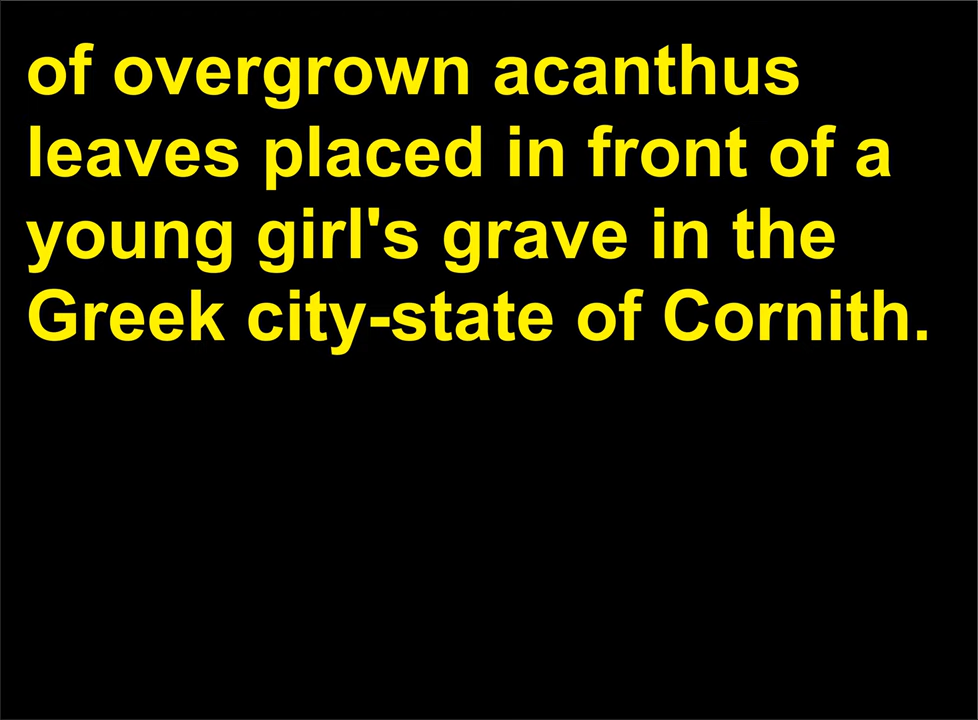 of overgrown acanthus
leaves placed in front of a
young girl's grave in the
Greek city-state of Cornith.